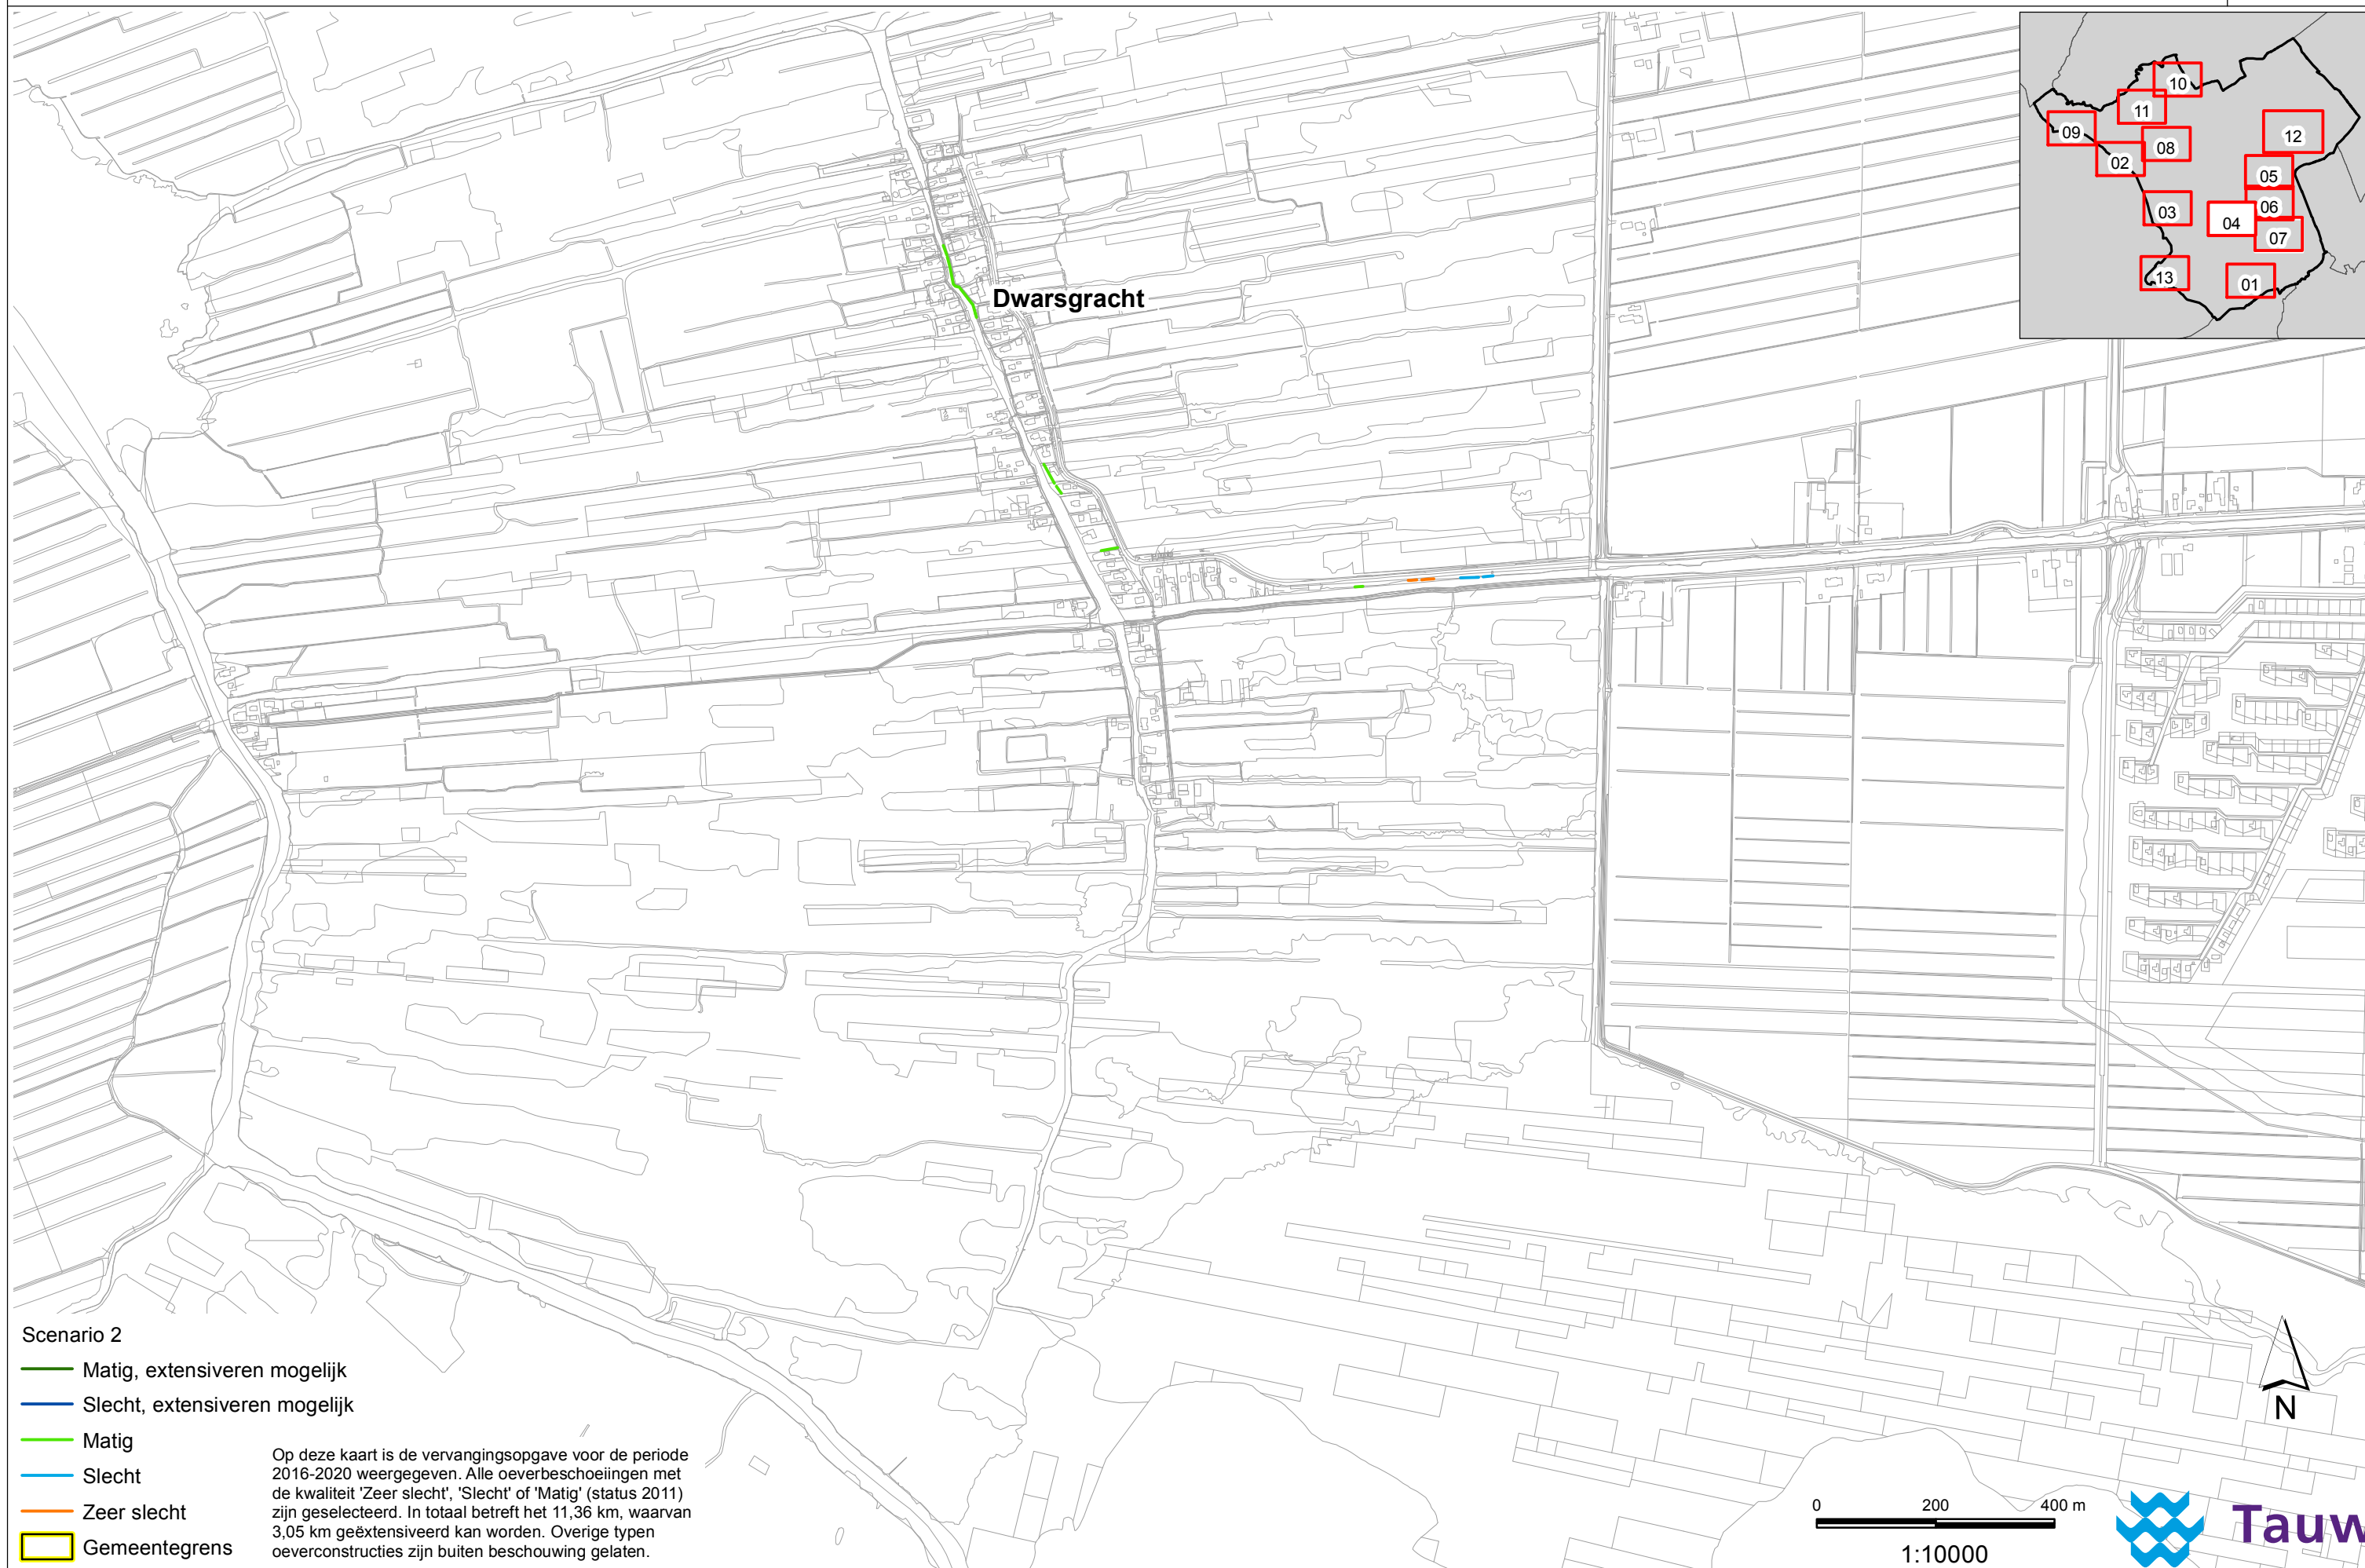 10
11
09
08
12
02
05
03
06
04
07
13
01
Dwarsgracht
Scenario 2
Matig, extensiveren mogelijk
Slecht, extensiveren mogelijk
Matig
Slecht
Zeer slecht
Gemeentegrens
Op deze kaart is de vervangingsopgave voor de periode
2016-2020 weergegeven. Alle oeverbeschoeiingen met
de kwaliteit 'Zeer slecht', 'Slecht' of 'Matig' (status 2011)
zijn geselecteerd. In totaal betreft het 11,36 km, waarvan
3,05 km geëxtensiveerd kan worden. Overige typen
oeverconstructies zijn buiten beschouwing gelaten.
N
0 200 400 m
1:10000
Tauw